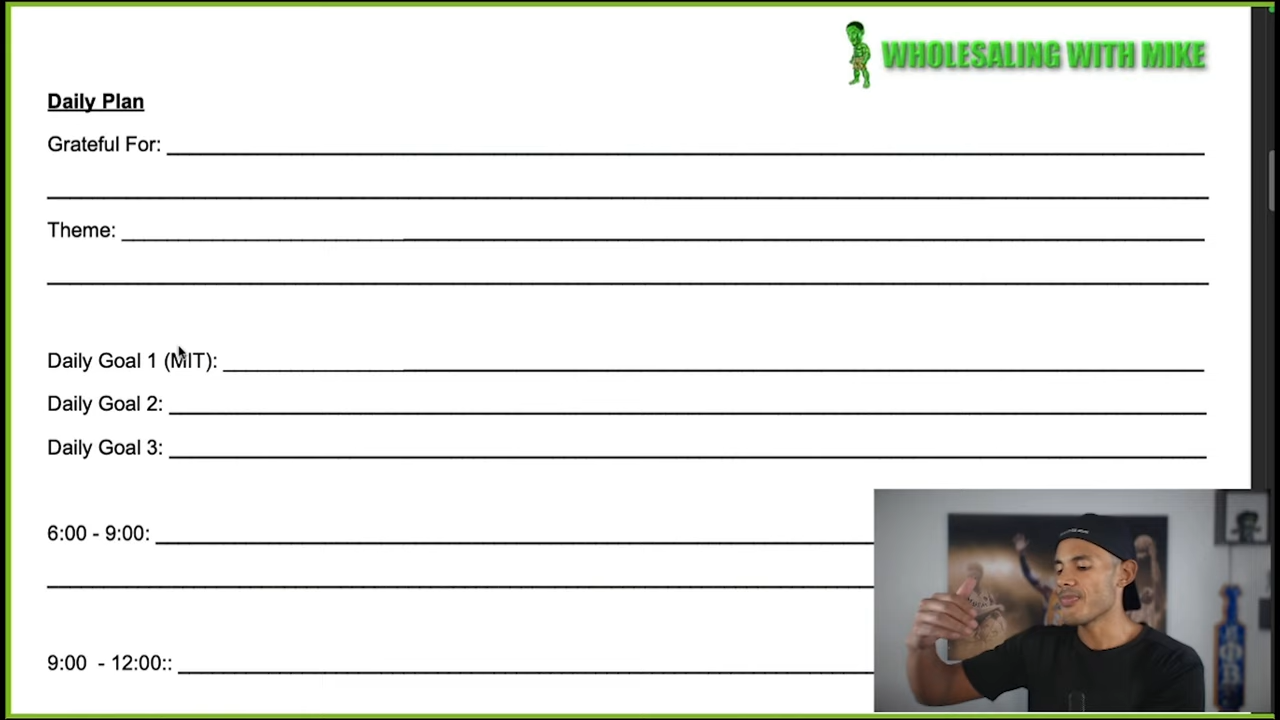 WHOLESALING WITH MIKE
Daily Plan
Grateful For:
Theme:
Daily Goal 1 (MIT):
Daily Goal 2:
Daily Goal 3:
6:00 - 9:00:
9:00  - 12:00::